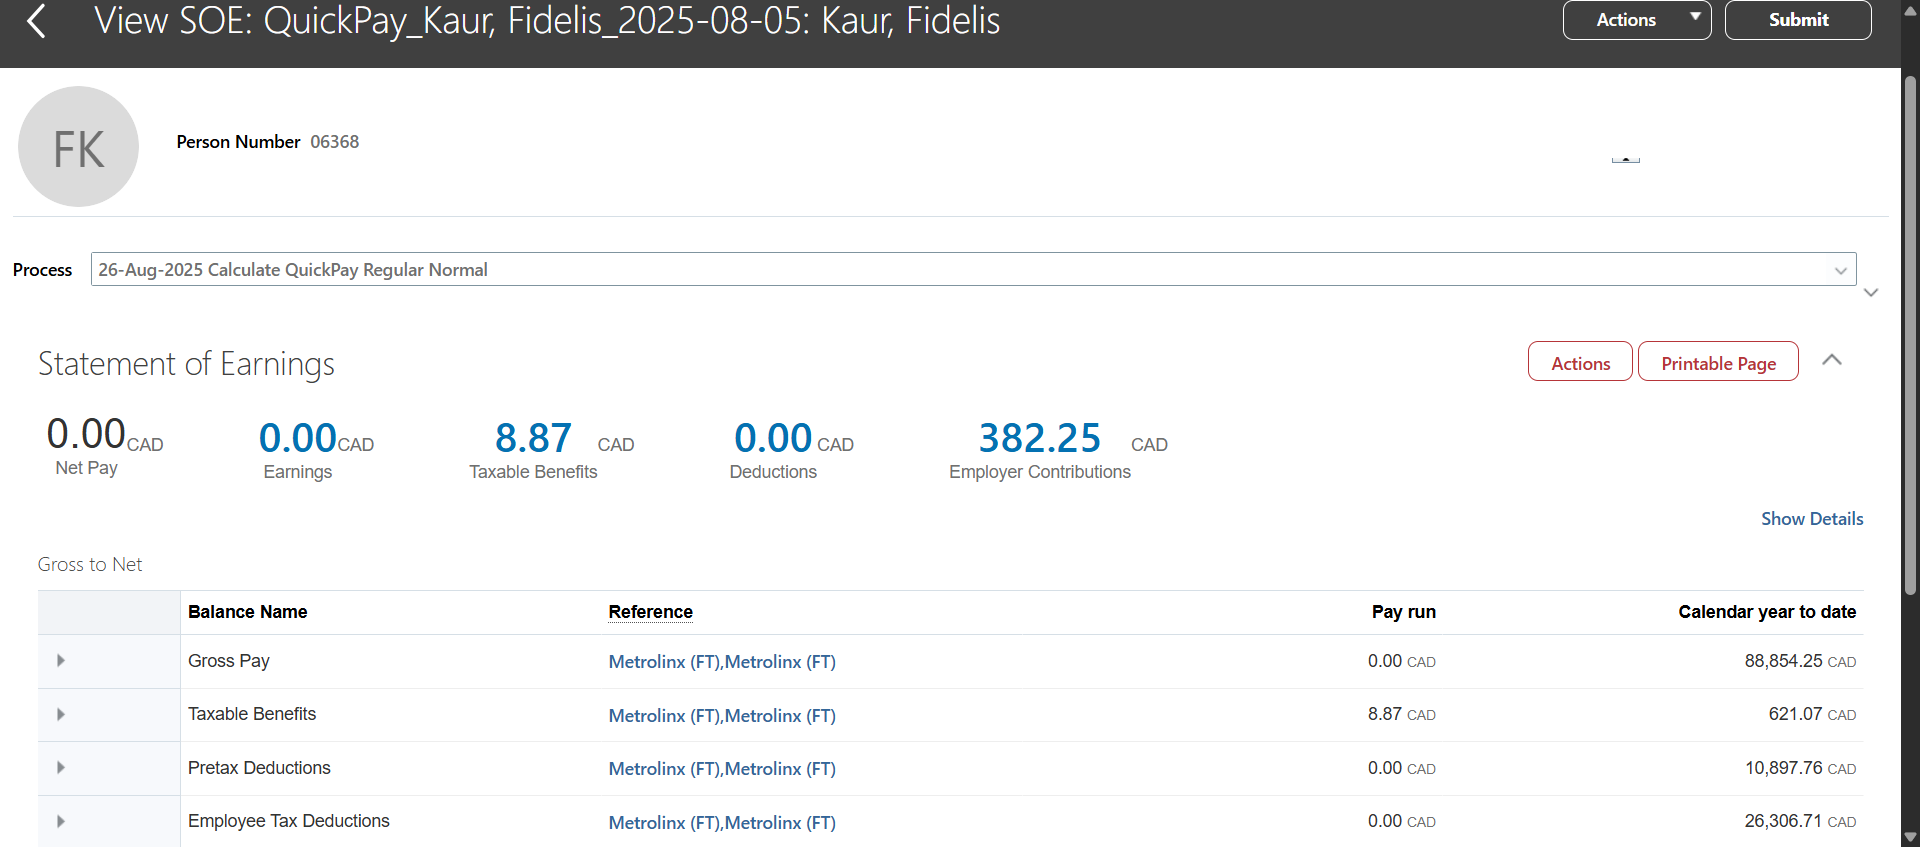 View SOE: QuickPay_Kaur, Fidelis_2025-08-05: Kaur, Fidelis
Actions
Submit
FK
Person Number 06368
Process 26-Aug-2025 Calculate QuickPay Regular Normal
Statement of Earnings
Actions
Printable Page
0.00 CAD 0.00 CAD 8.87 CAD 0.00 CAD 382.25 CAD
Net Pay Earnings Taxable Benefits Deductions Employer Contributions
Show Details
Gross to Net
Balance Name Reference Pay run Calendar year to date
Gross Pay Metrolinx (FT),Metrolinx (FT) 0.00 CAD 88,854.25 CAD
Taxable Benefits Metrolinx (FT),Metrolinx (FT) 8.87 CAD 621.07 CAD
Pretax Deductions Metrolinx (FT),Metrolinx (FT) 0.00 CAD 10,897.76 CAD
Employee Tax Deductions Metrolinx (FT),Metrolinx (FT) 0.00 CAD 26,306.71 CAD